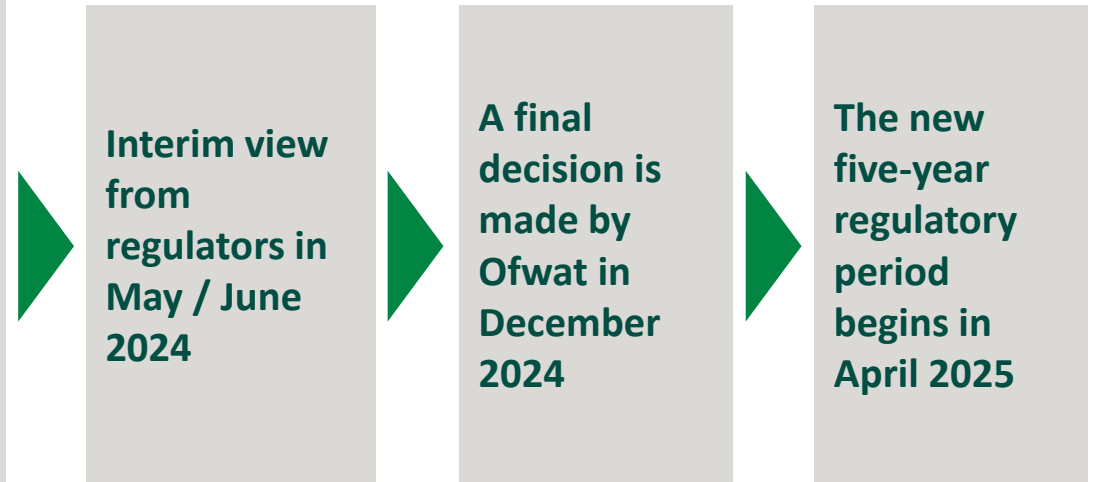 Interim view
from
regulators in
May / June
2024
A final
decision is
made by
Ofwat in
December
2024
The new
five-year
regulatory
period
begins in
April 2025